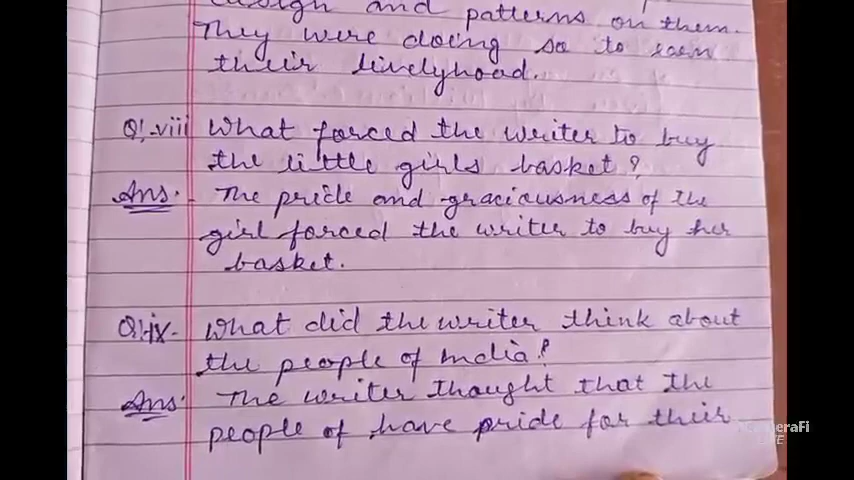 design and patterns on them.
They were doing so to earn
their livelyhood.
Q!-viii What forced the writer to buy
the little girls basket?
Ans. - The pride and graciousness of the
girl forced the writer to buy her
basket.
Q!-ix- What did the writer think about
the people of India?
Ans: The writer thought that the
people of have pride for their
CameraFi
LIVE